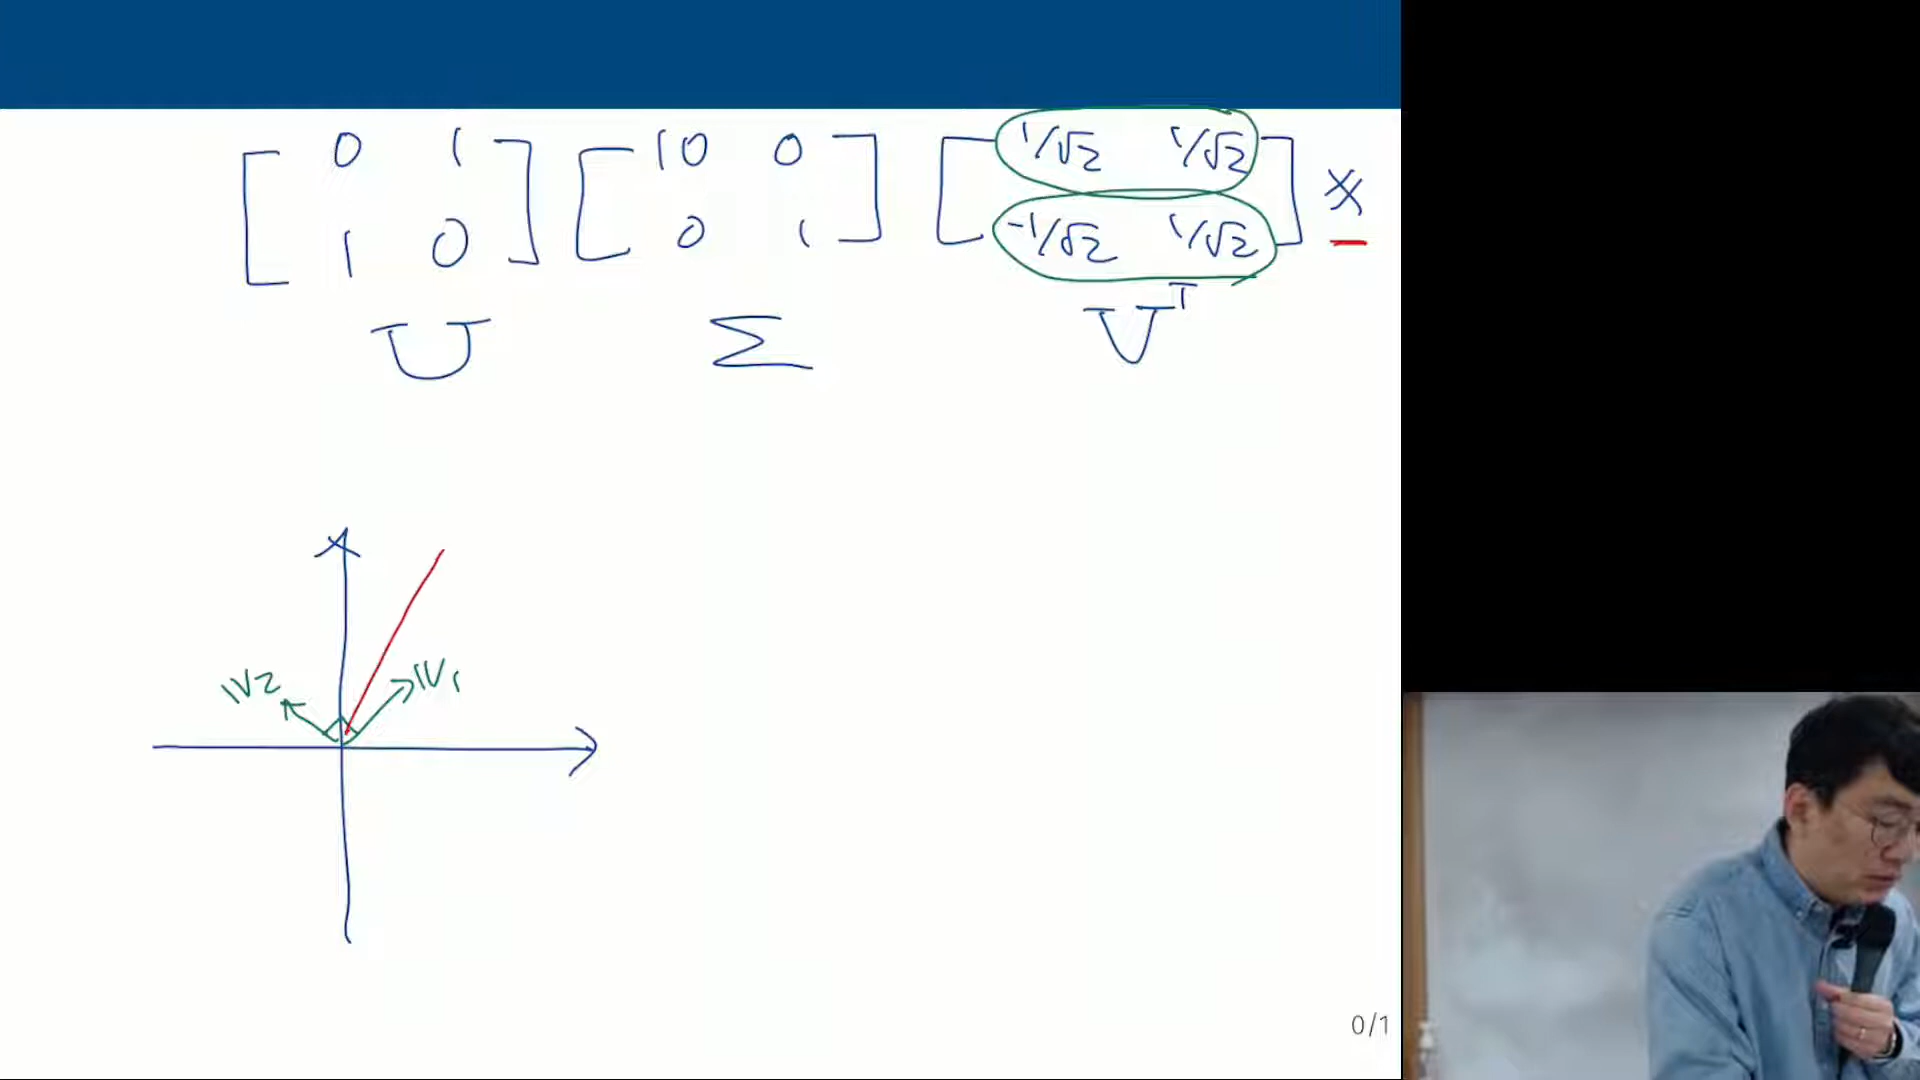 [ 0 1 ] [ 10 0 ] [ 1/√2 1/√2 ] 𝕩
[ 1 0 ] [ 0 1 ] [ -1/√2 1/√2 ]
U Σ V^T
𝕍2 𝕍1
0/1